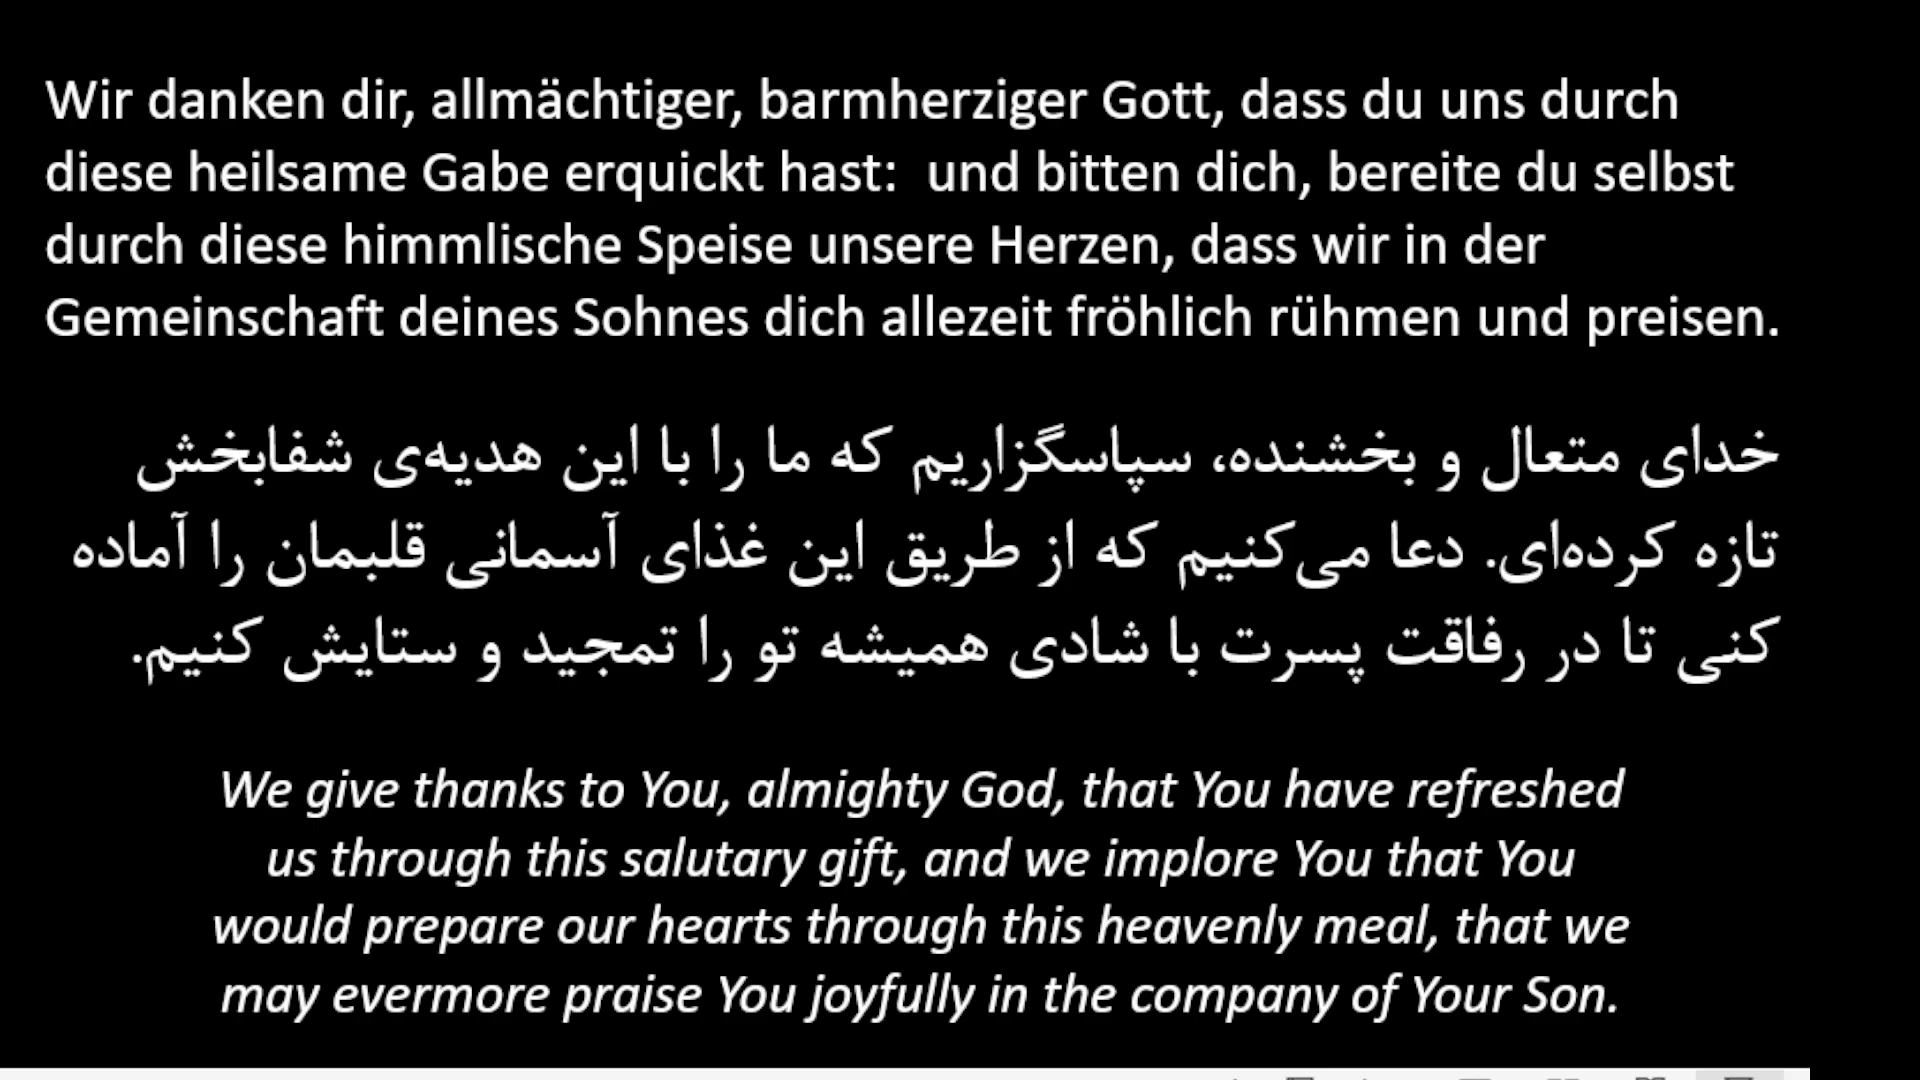 Wir danken dir, allmächtiger, barmherziger Gott, dass du uns durch
diese heilsame Gabe erquickt hast:  und bitten dich, bereite du selbst
durch diese himmlische Speise unsere Herzen, dass wir in der
Gemeinschaft deines Sohnes dich allezeit fröhlich rühmen und preisen.
خدای متعال و بخشنده، سپاسگزاریم که ما را با این هدیه‌ی شفابخش
تازه کرده‌ای. دعا می‌کنیم که از طریق این غذای آسمانی قلبمان را آماده
کنی تا در رفاقت پسرت با شادی همیشه تو را تمجید و ستایش کنیم.
We give thanks to You, almighty God, that You have refreshed
us through this salutary gift, and we implore You that You
would prepare our hearts through this heavenly meal, that we
may evermore praise You joyfully in the company of Your Son.